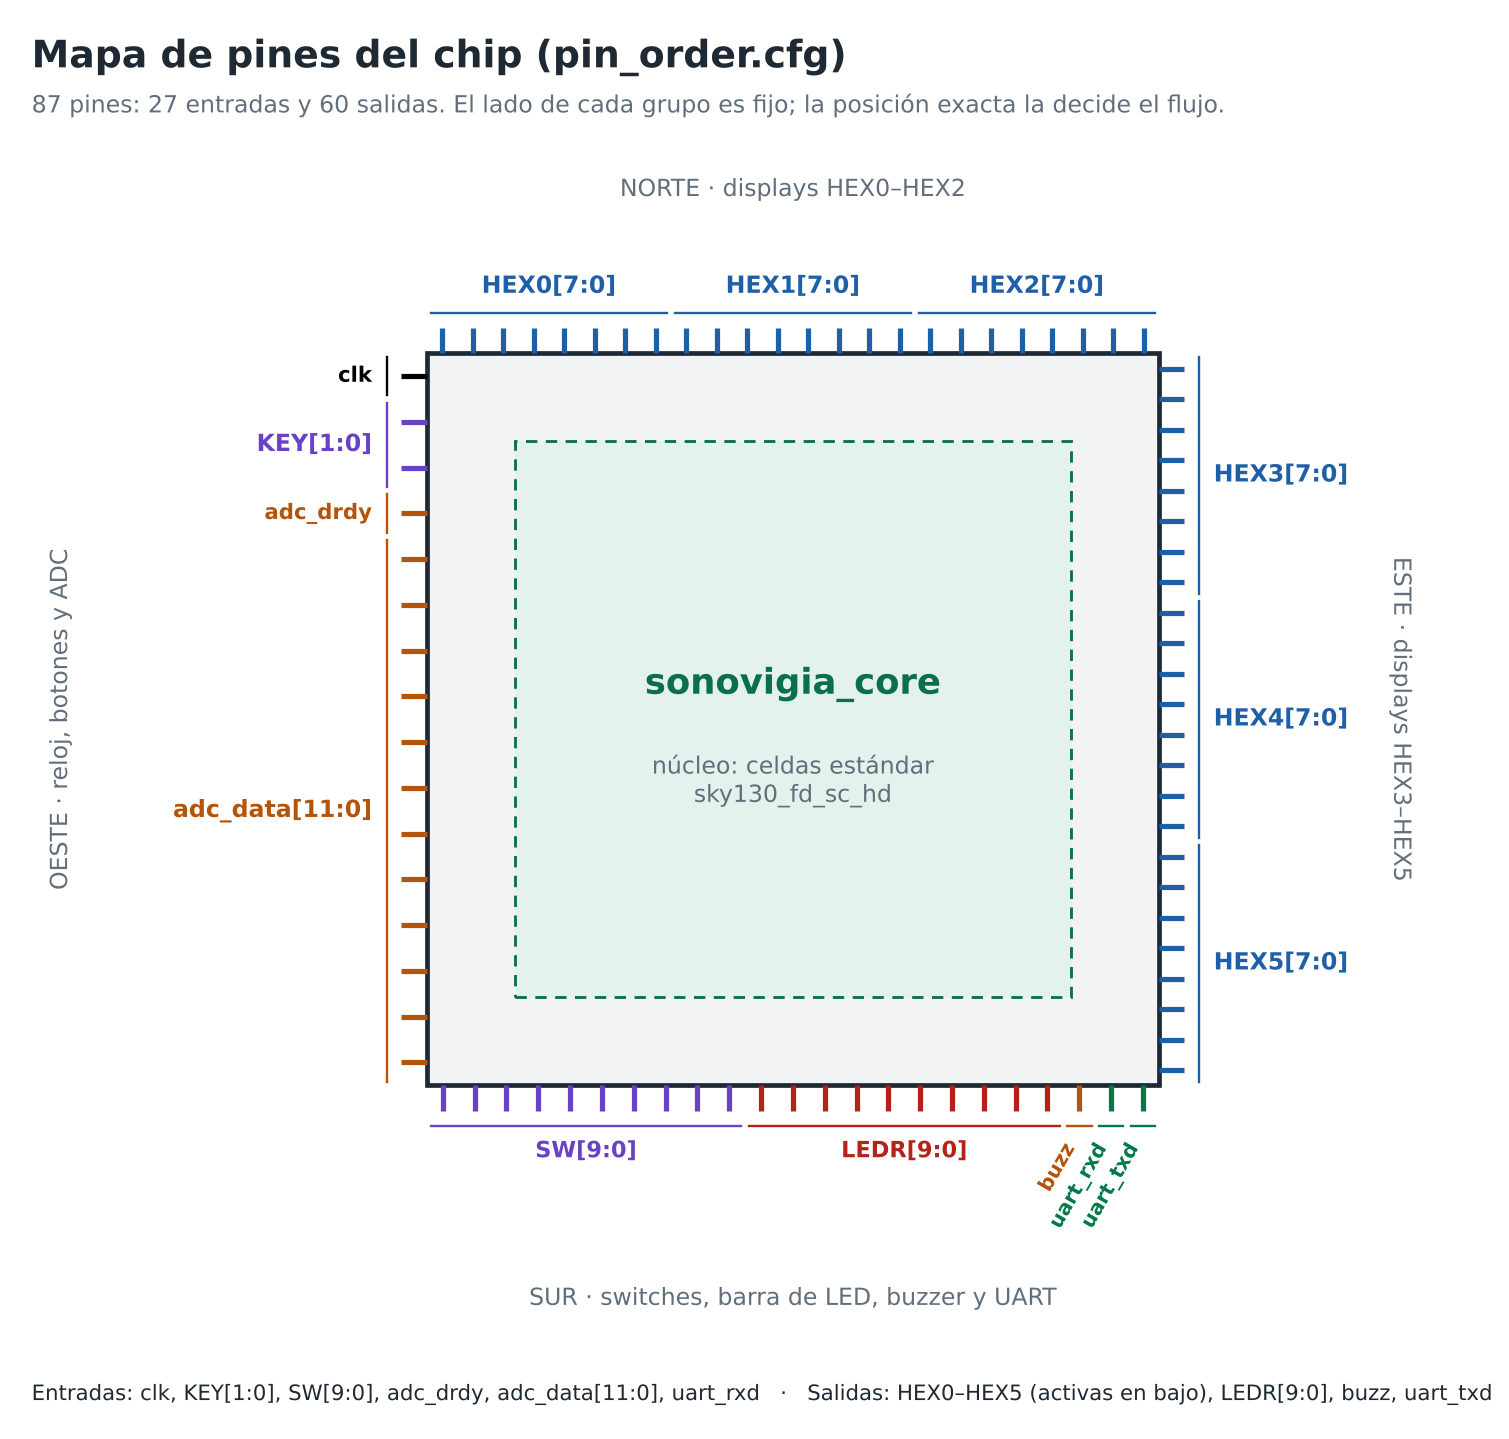 Mapa de pines del chip (pin_order.cfg)
87 pines: 27 entradas y 60 salidas. El lado de cada grupo es fijo; la posición exacta la decide el flujo.
NORTE · displays HEX0–HEX2
HEX0[7:0]
HEX1[7:0]
HEX2[7:0]
clk
KEY[1:0]
adc_drdy
adc_data[11:0]
OESTE · reloj, botones y ADC
sonovigia_core
núcleo: celdas estándar
sky130_fd_sc_hd
HEX3[7:0]
HEX4[7:0]
HEX5[7:0]
ESTE · displays HEX3–HEX5
SW[9:0]
LEDR[9:0]
buzz
uart_rxd
uart_txd
SUR · switches, barra de LED, buzzer y UART
Entradas: clk, KEY[1:0], SW[9:0], adc_drdy, adc_data[11:0], uart_rxd · Salidas: HEX0–HEX5 (activas en bajo), LEDR[9:0], buzz, uart_txd